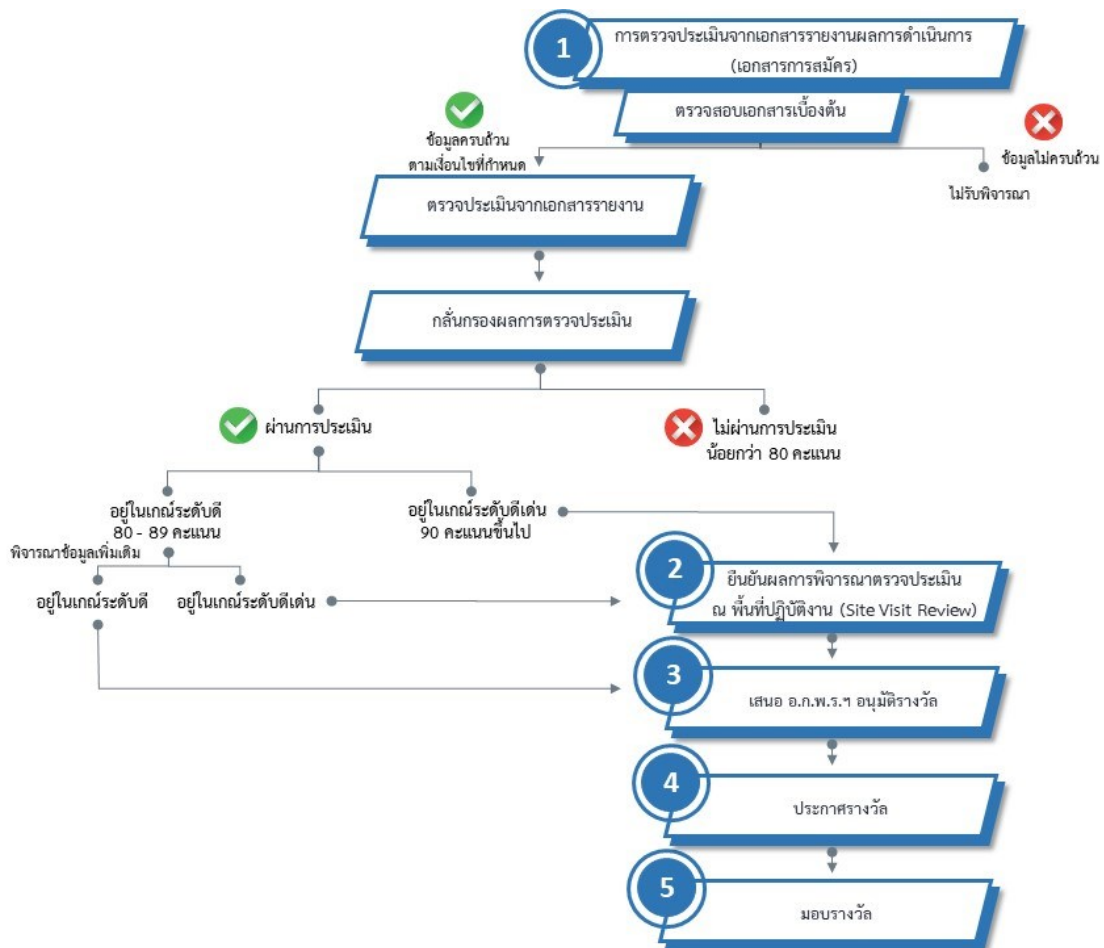 1
การตรวจประเมินจากเอกสารรายงานผลการดำเนินการ
(เอกสารการสมัคร)
ตรวจสอบเอกสารเบื้องต้น
ข้อมูลครบถ้วน
ตามเงื่อนไขที่กำหนด
ข้อมูลไม่ครบถ้วน
ไม่รับพิจารณา
ตรวจประเมินจากเอกสารรายงาน
กลั่นกรองผลการตรวจประเมิน
ผ่านการประเมิน
ไม่ผ่านการประเมิน
น้อยกว่า 80 คะแนน
อยู่ในเกณ์ระดับดี
80 - 89 คะแนน
อยู่ในเกณ์ระดับดีเด่น
90 คะแนนขึ้นไป
พิจารณาข้อมูลเพิ่มเติม
อยู่ในเกณ์ระดับดี
อยู่ในเกณ์ระดับดีเด่น
2
ยืนยันผลการพิจารณาตรวจประเมิน
ณ พื้นที่ปฏิบัติงาน (Site Visit Review)
3
เสนอ อ.ก.พ.ร.ฯ อนุมัติรางวัล
4
ประกาศรางวัล
5
มอบรางวัล